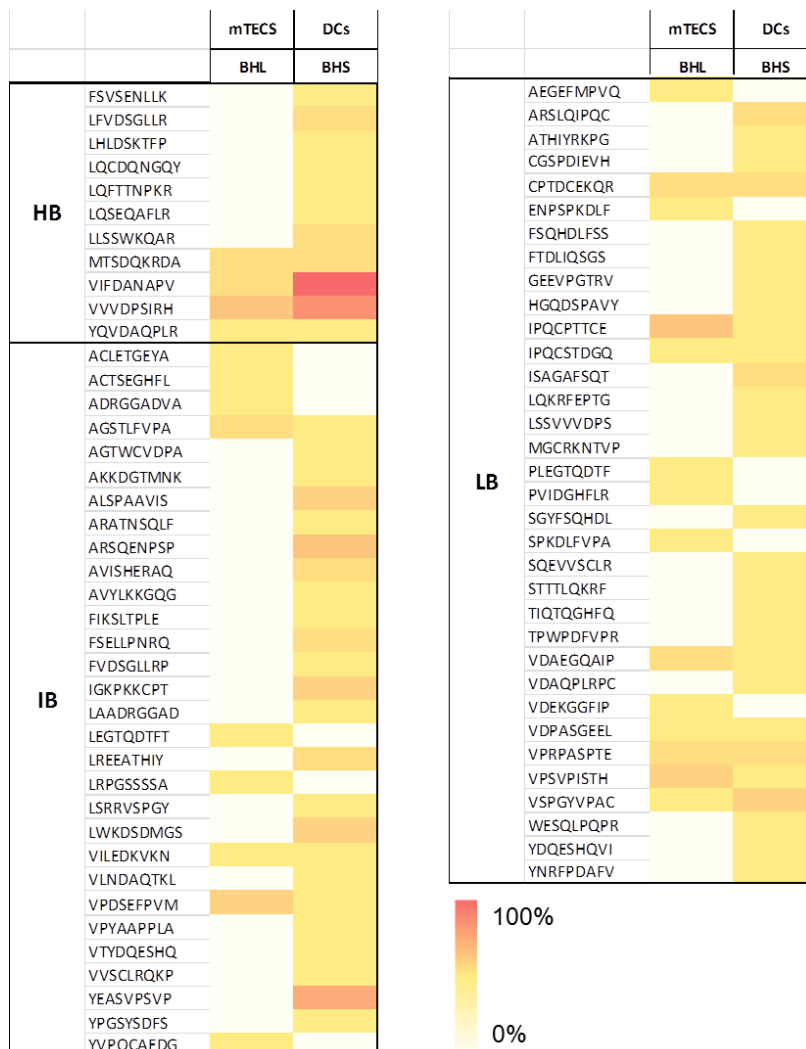 mTECS DCs
BHL BHS
HB
FSVSENLLK
LFVDSGLLR
LHLDSKTFP
LQCDQNGQY
LQFTTNPKR
LQSEQAFLR
LLSSWKQAR
MTSDQKRDA
VIFDANAPV
VVVDPSIRH
YQVDAQPLR
IB
ACLETGEYA
ACTSEGHFL
ADRGGADVA
AGSTLFVPA
AGTWCVDPA
AKKDGTMNK
ALSPAAVIS
ARATNSQLF
ARSQENPSP
AVISHERAQ
AVYLKKGQG
FIKSLTPLE
FSELLPNRQ
FVDSGLLRP
IGKPKKCPT
LAADRGGAD
LEGTQDTFT
LREEATHIY
LRPGSSSSA
LSRRVSPGY
LWKDSDMGS
VILEDKVKN
VLNDAQTKL
VPDSEFPVM
VPYAAPPLA
VTYDQESHQ
VVSCLRQKP
YEASVPSVP
YPGSYSDFS
YVPQCAEDG
mTECS DCs
BHL BHS
LB
AEGEFMPVQ
ARSLQIPQC
ATHIYRKPG
CGSPDIEVH
CPTDCEKQR
ENPSPKDLF
FSQHDLFSS
FTDLIQSGS
GEEVPGTRV
HGQDSPAVY
IPQCPTTCE
IPQCSTDGQ
ISAGAFSQT
LQKRFEPTG
LSSVVVDPS
MGCRKNTVP
PLEGTQDTF
PVIDGHFLR
SGYFSQHDL
SPKDLFVPA
SQEVVSCLR
STTTLQKRF
TIQTQGHFQ
TPWPDFVPR
VDAEGQAIP
VDAQPLRPC
VDEKGGFIP
VDPASGEEL
VPRPASPTE
VPSVPISTH
VSPGYVPAC
WESQLPQPR
YDQESHQVI
YNRFPDAFV
100%
0%